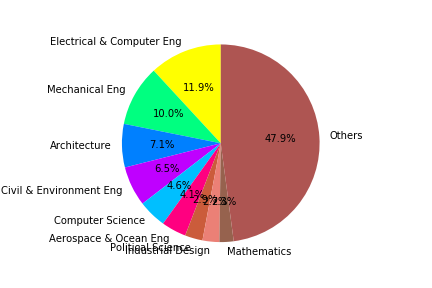 Electrical & Computer Eng
11.9%
Mechanical Eng
10.0%
47.9%
Others
Architecture
7.1%
6.5%
Civil & Environment Eng
4.6%
4.1%
Computer Science
Aerospace & Ocean Eng
Political Science
Industrial Design
Mathematics